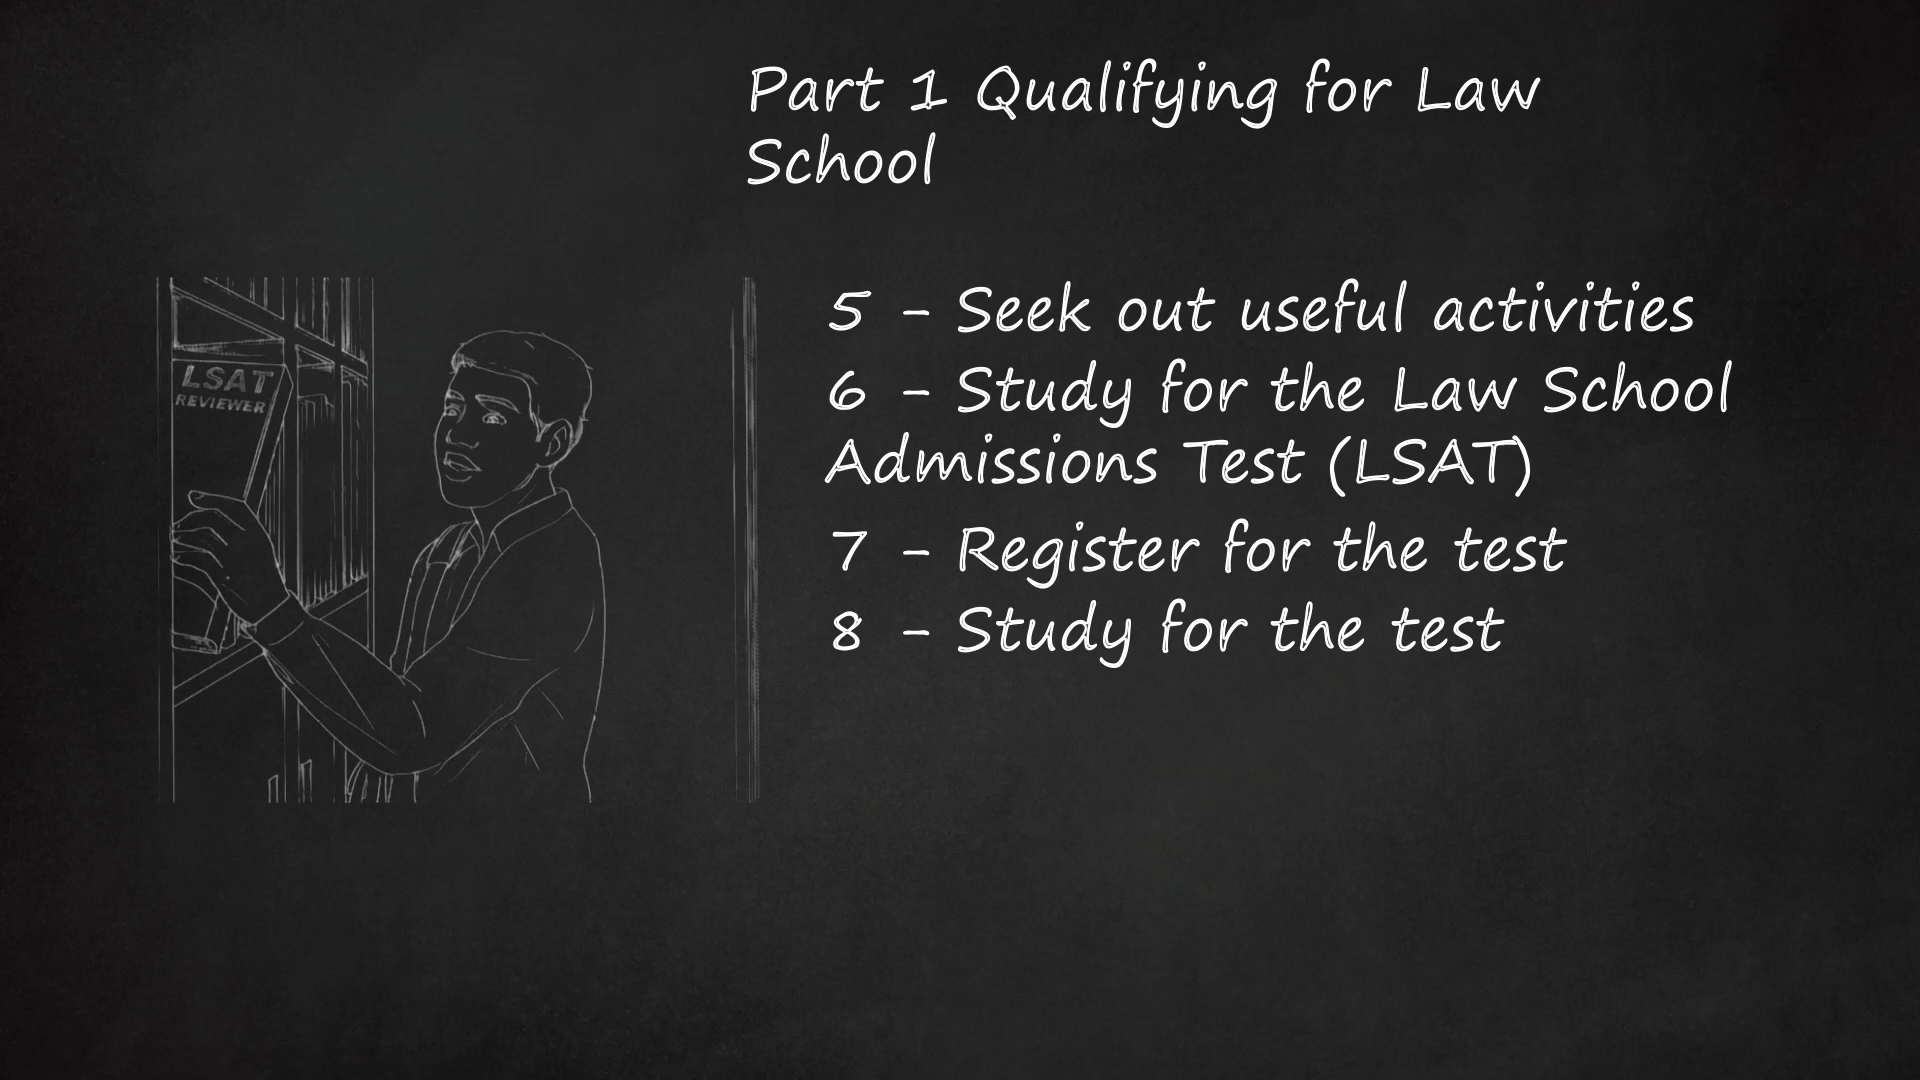 Part 1 Qualifying for Law
School
LSAT
REVIEWER
5 - Seek out useful activities
6 - Study for the Law School
Admissions Test (LSAT)
7 - Register for the test
8 - Study for the test